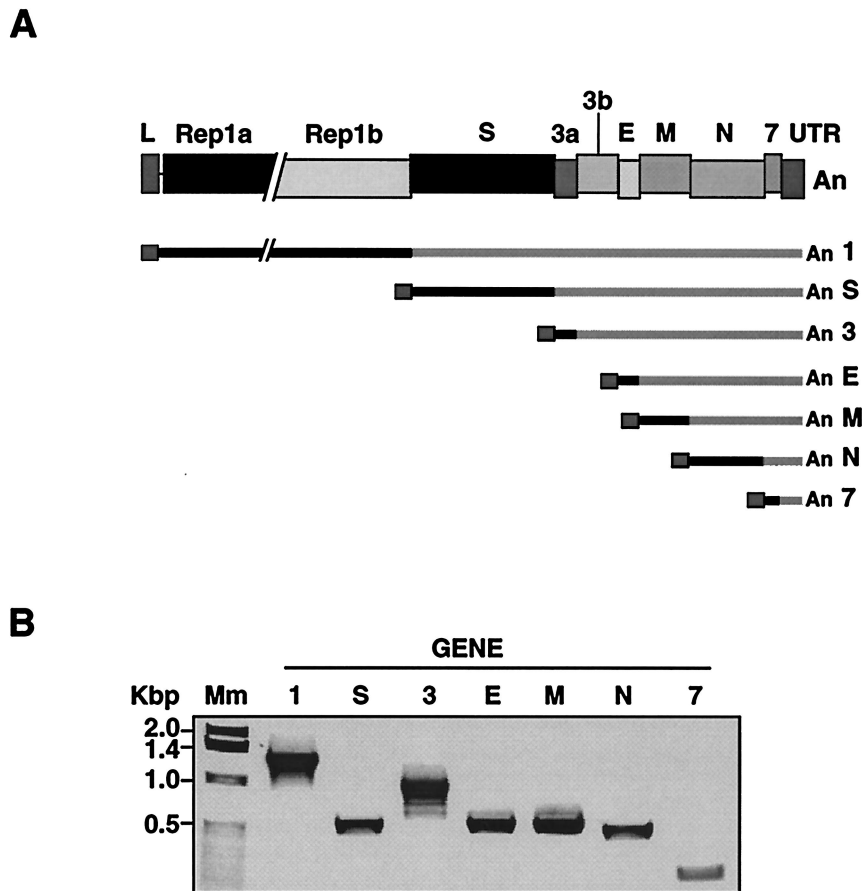 A
3b
L Rep1a Rep1b S 3a E M N 7 UTR
An
An 1
An S
An 3
An E
An M
An N
An 7
B
GENE
Kbp Mm 1 S 3 E M N 7
2.0
1.4
1.0
0.5